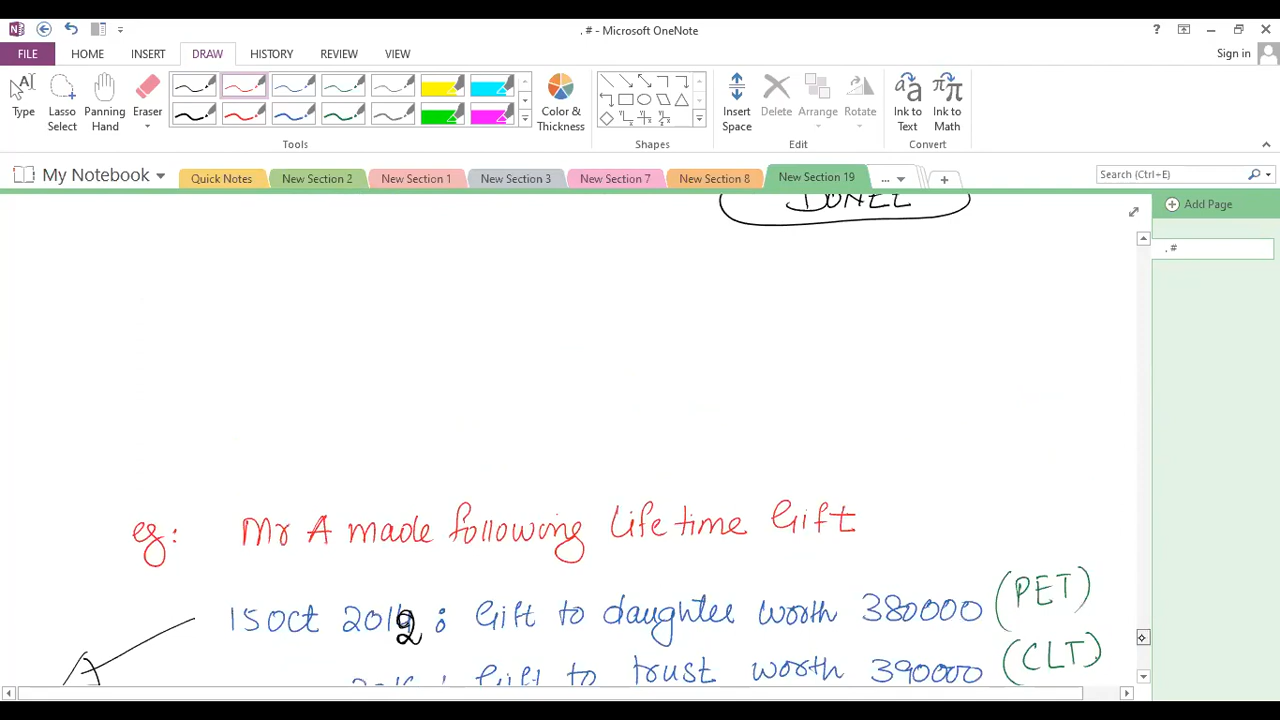 . # - Microsoft OneNote
?
Sign in
FILE HOME INSERT DRAW HISTORY REVIEW VIEW
Type
Lasso Select
Panning Hand
Eraser
Color & Thickness
Insert Space
Delete
Arrange
Rotate
Ink to Text
Ink to Math
Tools
Shapes
Edit
Convert
My Notebook
Quick Notes
New Section 2
New Section 1
New Section 3
New Section 7
New Section 8
New Section 19
...
Search (Ctrl+E)
Add Page
. #
DONEE
eg: Mr A made following lifetime Gift
15 Oct 2012 : Gift to daughter worth 380000 (PET)
: Gift to trust worth 390000 (CLT)